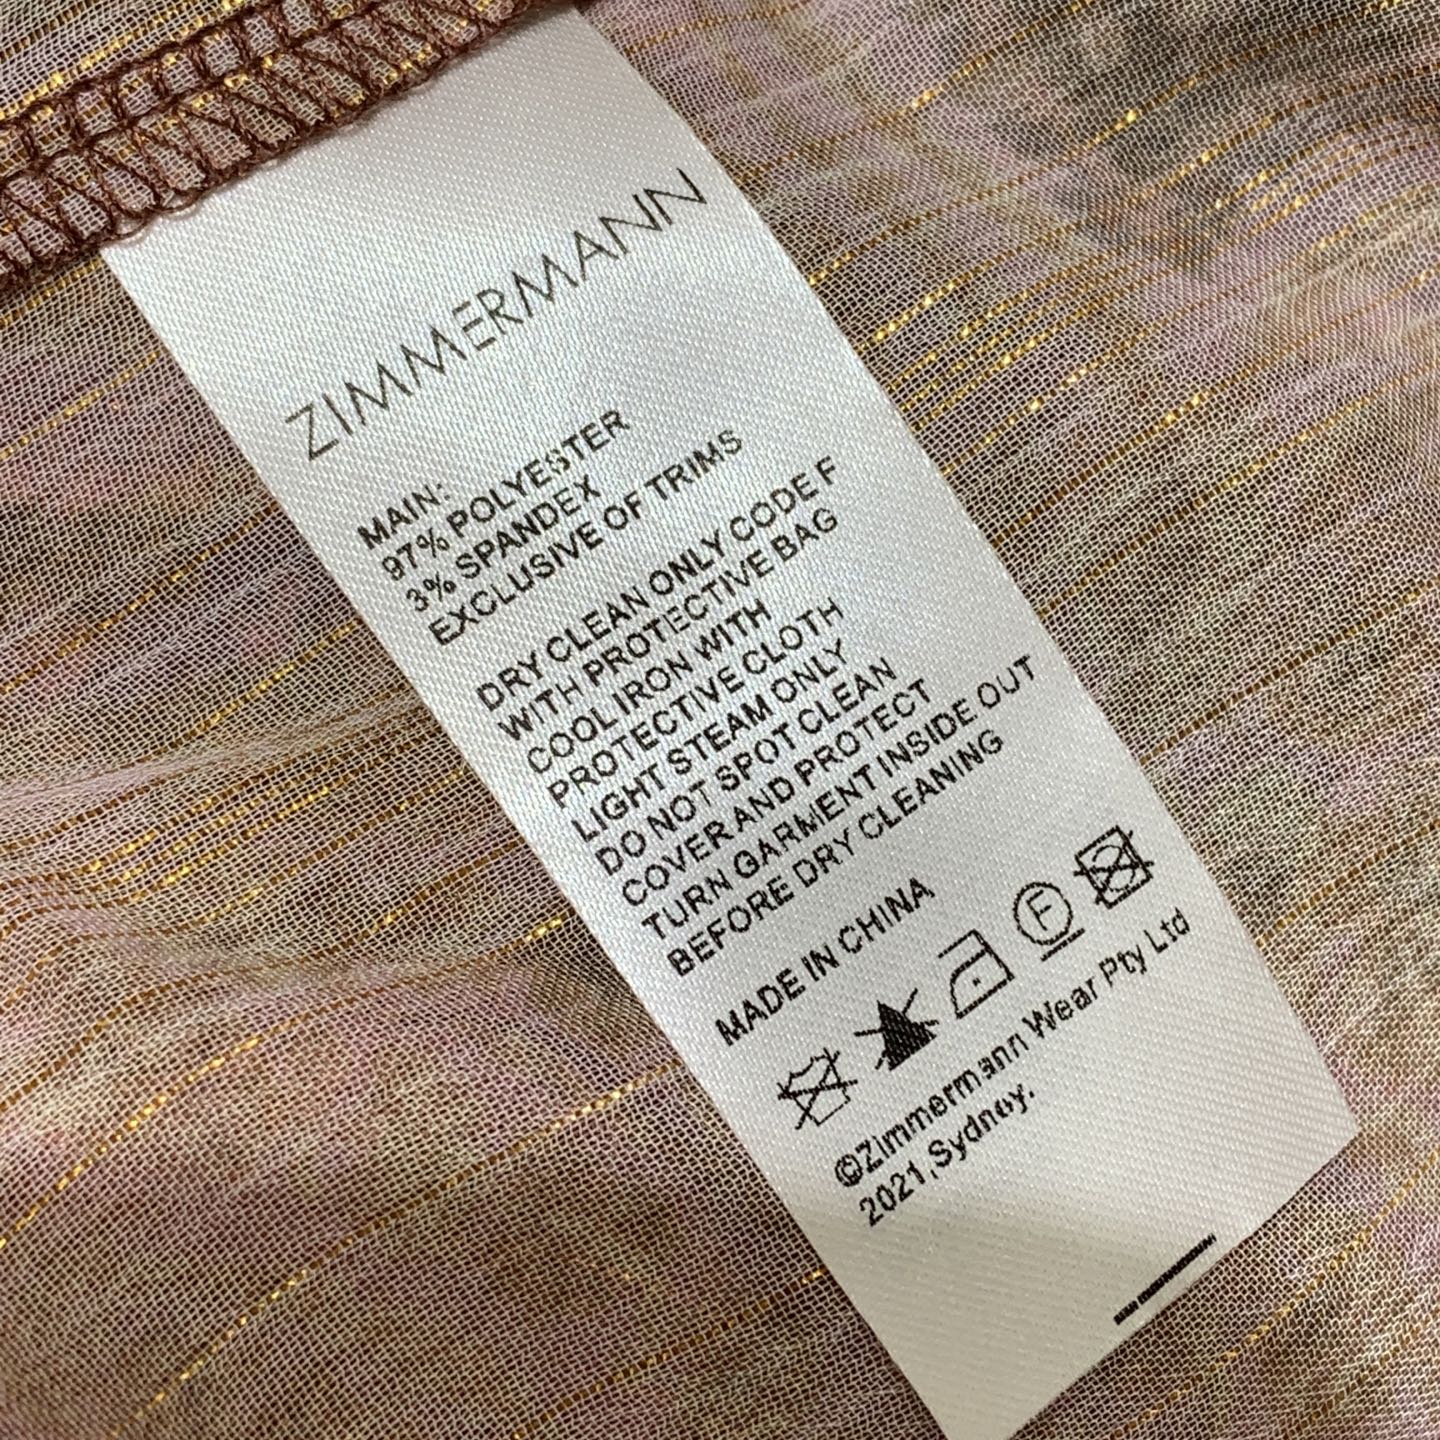 ZIMMERMANN
MAIN:
97% POLYESTER
3% SPANDEX
EXCLUSIVE OF TRIMS
DRY CLEAN ONLY CODE F
WITH PROTECTIVE BAG
COOL IRON WITH
PROTECTIVE CLOTH
LIGHT STEAM ONLY
DO NOT SPOT CLEAN
COVER AND PROTECT
TURN GARMENT INSIDE OUT
BEFORE DRY CLEANING
MADE IN CHINA
F
©Zimmermann Wear Pty Ltd
2021,Sydney.